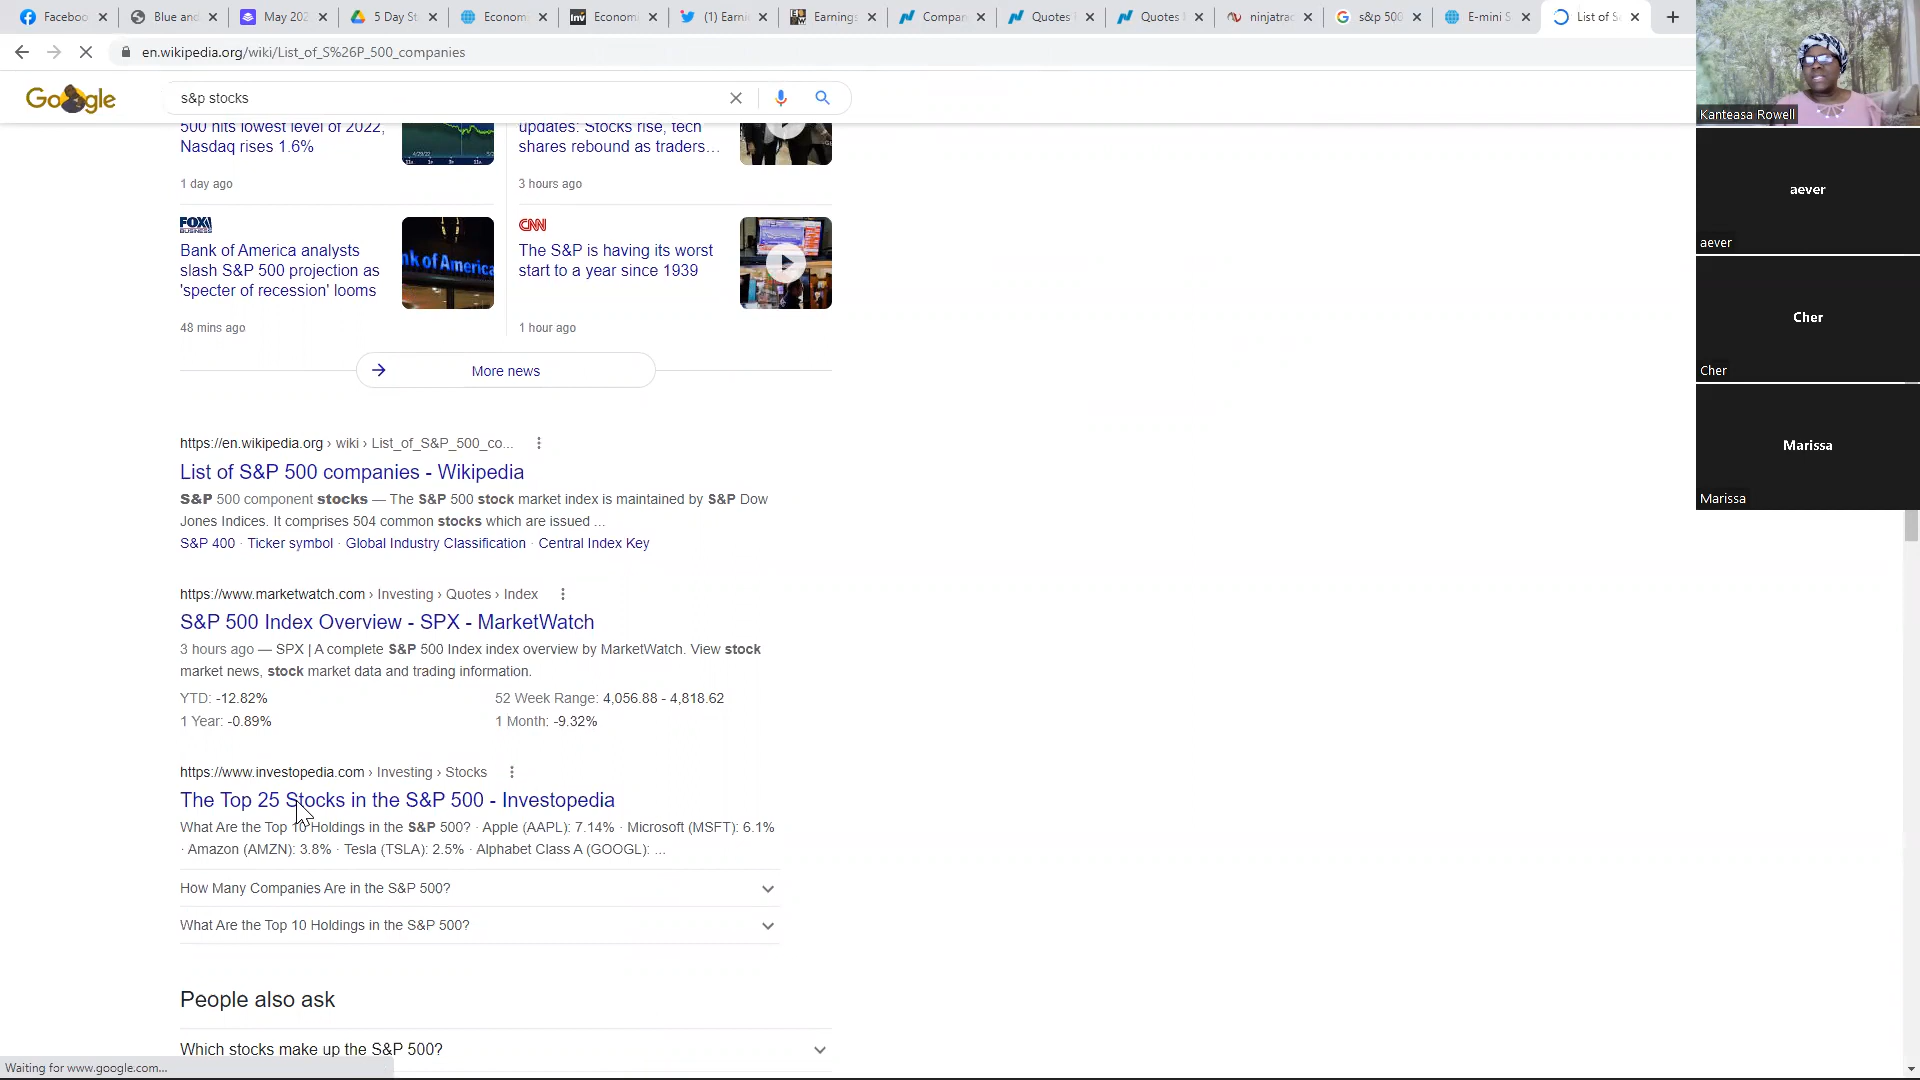 Faceboo
Blue and
May 202
5 Day St
Econom
Econom
(1) Earni
Earnings
Compan
Quotes
Quotes
ninjatrac
s&p 500
E-mini S
List of S
en.wikipedia.org/wiki/List_of_S%26P_500_companies
Google
s&p stocks
500 hits lowest level of 2022,
Nasdaq rises 1.6%
1 day ago
updates: Stocks rise, tech
shares rebound as traders...
3 hours ago
FOX
BUSINESS
Bank of America analysts
slash S&P 500 projection as
'specter of recession' looms
48 mins ago
nk of America
CNN
The S&P is having its worst
start to a year since 1939
1 hour ago
More news
https://en.wikipedia.org › wiki › List_of_S&P_500_co...
List of S&P 500 companies - Wikipedia
S&P 500 component stocks — The S&P 500 stock market index is maintained by S&P Dow
Jones Indices. It comprises 504 common stocks which are issued ...
S&P 400 · Ticker symbol · Global Industry Classification · Central Index Key
https://www.marketwatch.com › Investing › Quotes › Index
S&P 500 Index Overview - SPX - MarketWatch
3 hours ago — SPX | A complete S&P 500 Index index overview by MarketWatch. View stock
market news, stock market data and trading information.
YTD: -12.82%
52 Week Range: 4,056.88 - 4,818.62
1 Year: -0.89%
1 Month: -9.32%
https://www.investopedia.com › Investing › Stocks
The Top 25 Stocks in the S&P 500 - Investopedia
What Are the Top 10 Holdings in the S&P 500? · Apple (AAPL): 7.14% · Microsoft (MSFT): 6.1%
· Amazon (AMZN): 3.8% · Tesla (TSLA): 2.5% · Alphabet Class A (GOOGL): ...
How Many Companies Are in the S&P 500?
What Are the Top 10 Holdings in the S&P 500?
People also ask
Which stocks make up the S&P 500?
Waiting for www.google.com...
Kanteasa Rowell
aever
aever
Cher
Cher
Marissa
Marissa